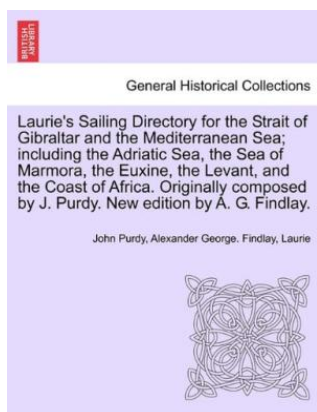 BRITISH
LIBRARY
General Historical Collections
Laurie's Sailing Directory for the Strait of
Gibraltar and the Mediterranean Sea;
including the Adriatic Sea, the Sea of
Marmora, the Euxine, the Levant, and
the Coast of Africa. Originally composed
by J. Purdy. New edition by A. G. Findlay.
John Purdy, Alexander George. Findlay, Laurie